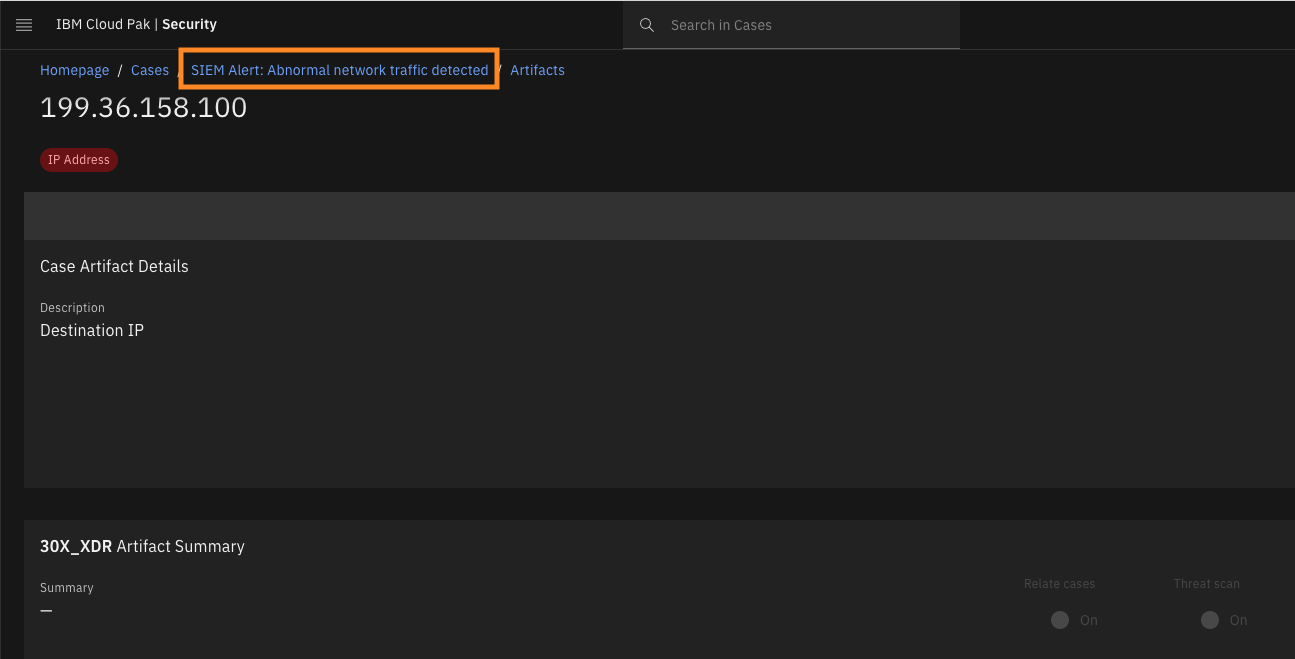 IBM Cloud Pak | Security
Search in Cases
Homepage / Cases / SIEM Alert: Abnormal network traffic detected / Artifacts
199.36.158.100
IP Address
Case Artifact Details
Description
Destination IP
30X_XDR Artifact Summary
Summary
—
Relate cases Threat scan
On On